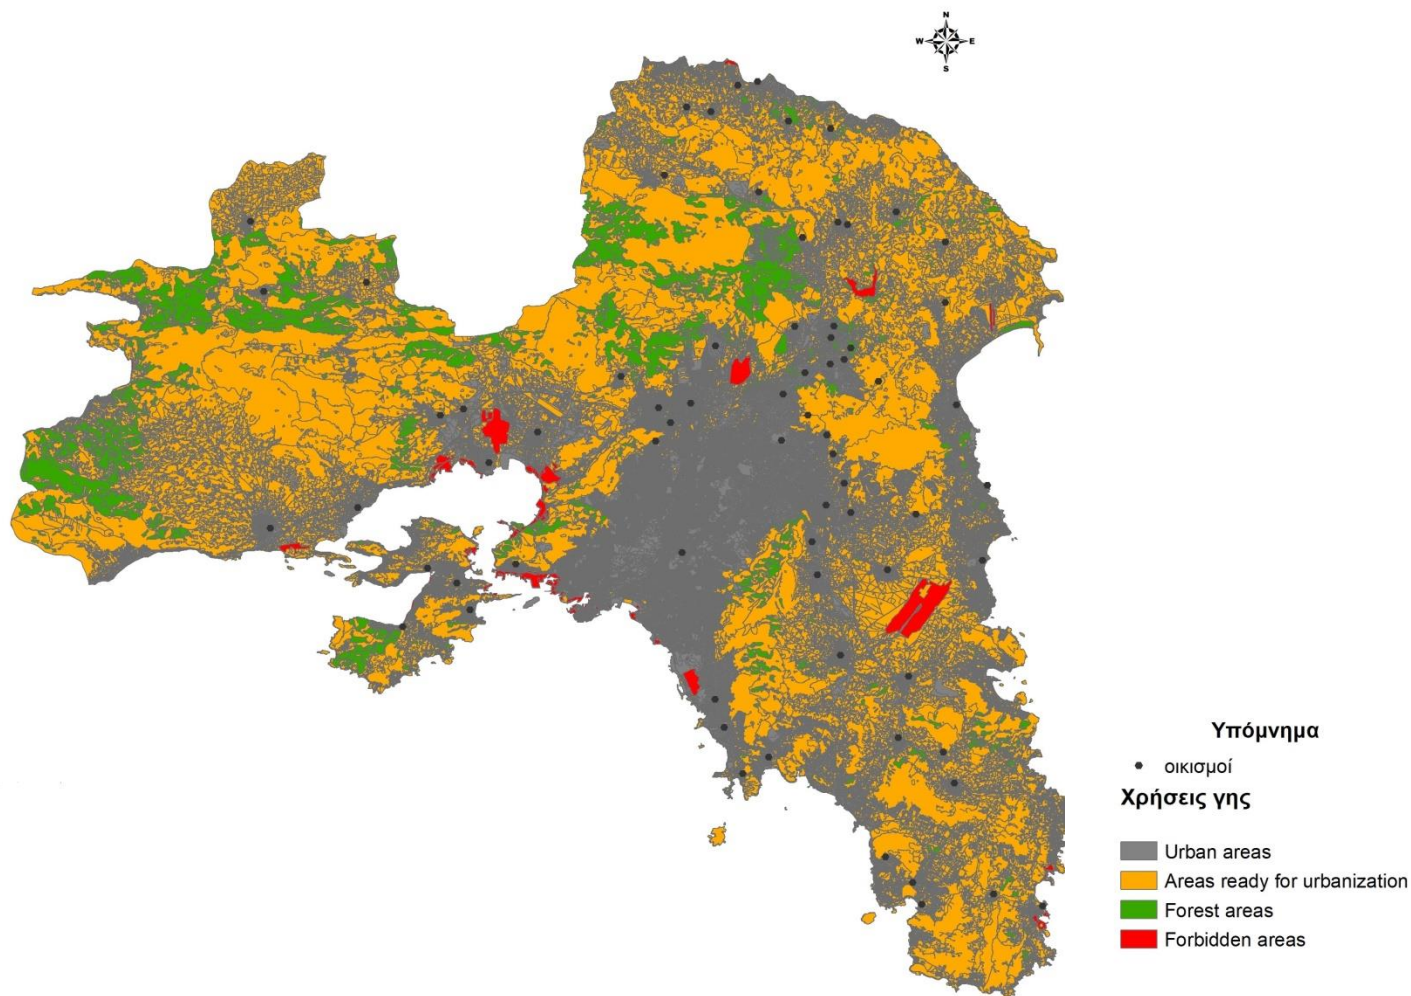 N
W E
S
Υπόμνημα
οικισμοί
Χρήσεις γης
Urban areas
Areas ready for urbanization
Forest areas
Forbidden areas